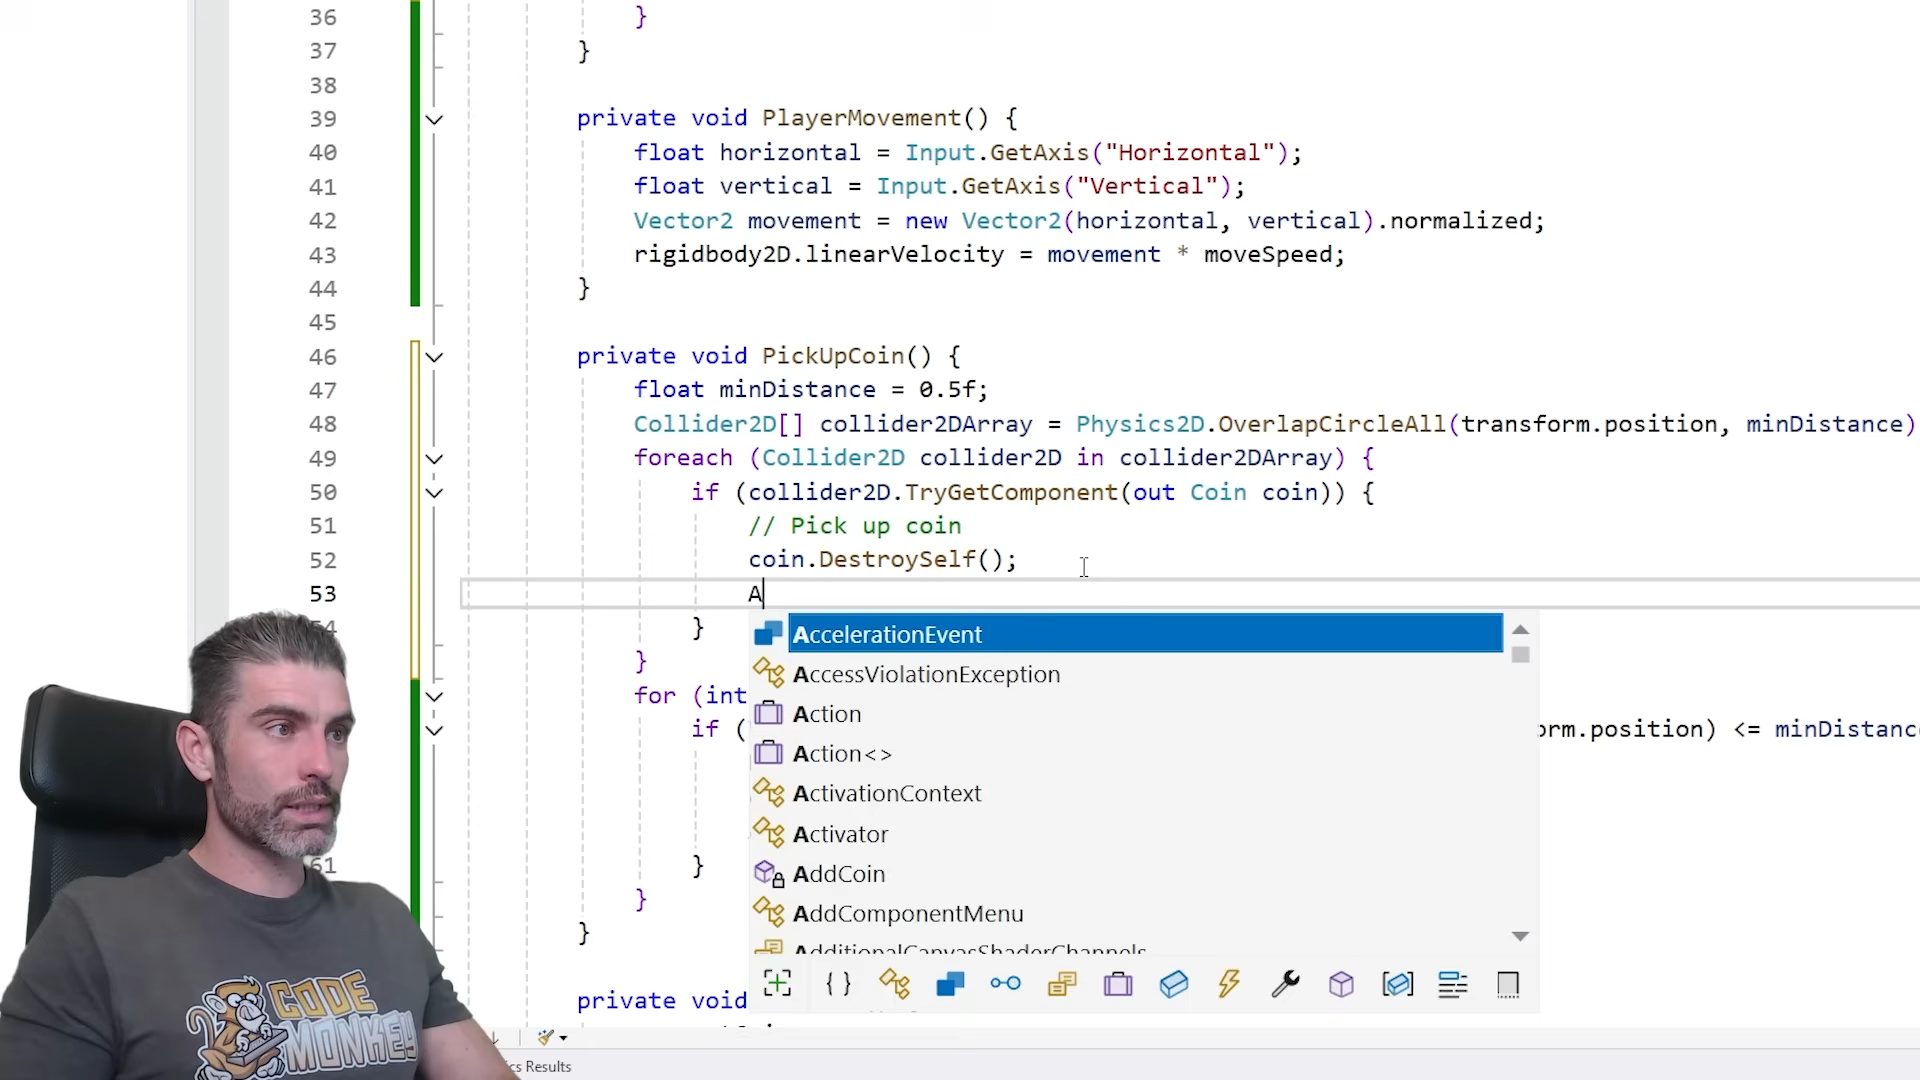 36 }
37 }
38
39 private void PlayerMovement() {
40 float horizontal = Input.GetAxis("Horizontal");
41 float vertical = Input.GetAxis("Vertical");
42 Vector2 movement = new Vector2(horizontal, vertical).normalized;
43 rigidbody2D.linearVelocity = movement * moveSpeed;
44 }
45
46 private void PickUpCoin() {
47 float minDistance = 0.5f;
48 Collider2D[] collider2DArray = Physics2D.OverlapCircleAll(transform.position, minDistance)
49 foreach (Collider2D collider2D in collider2DArray) {
50 if (collider2D.TryGetComponent(out Coin coin)) {
51 // Pick up coin
52 coin.DestroySelf();
53 A
54 }
}
for (int
if ( rm.position) <= minDistanc
61 }
}
}
private void
AccelerationEvent
AccessViolationException
Action
Action<>
ActivationContext
Activator
AddCoin
AddComponentMenu
AdditionalCanvasShaderChannels
cs Results
CODE
MONKEY